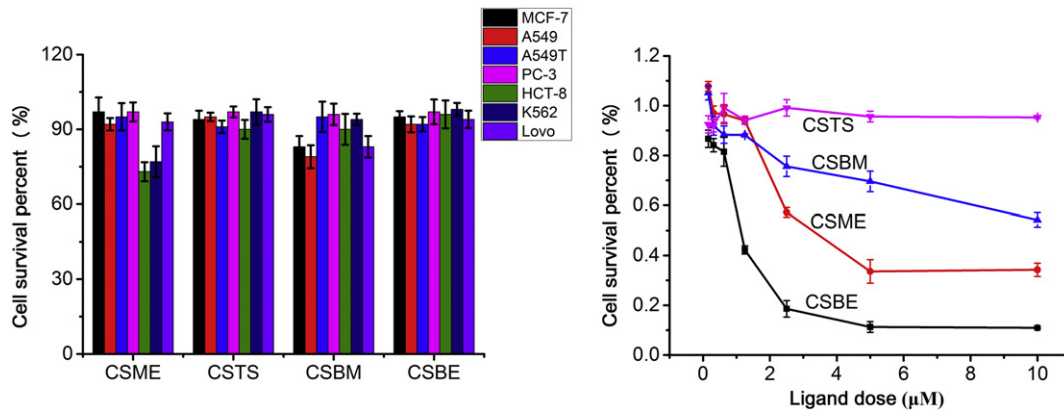 MCF-7
A549
A549T
PC-3
HCT-8
K562
Lovo
120
90
60
30
0
Cell survival percent (%)
CSME
CSTS
CSBM
CSBE
1.2
1.0
0.8
0.6
0.4
0.2
0.0
Cell survival percent (%)
CSTS
CSBM
CSME
CSBE
0
2
4
6
8
10
Ligand dose (µM)